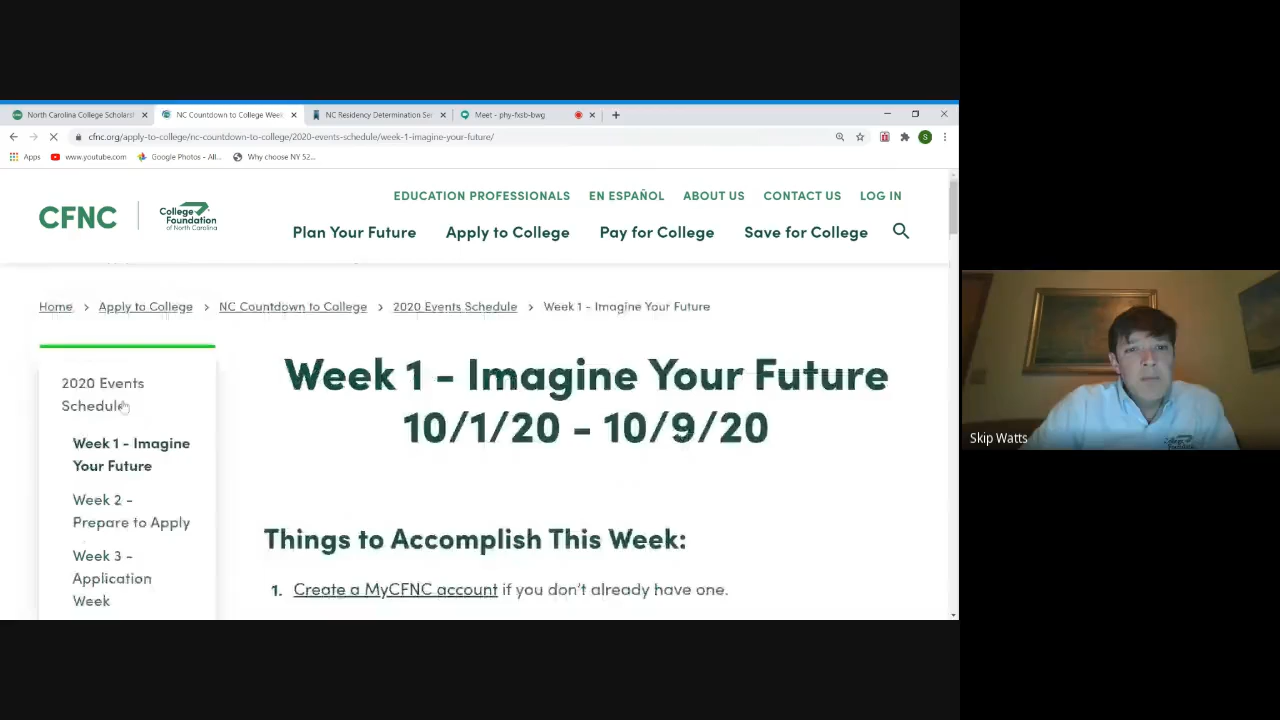 North Carolina College Scholarsh
NC Countdown to College Week
NC Residency Determination Se
Meet - phy-fxsb-bwg
cfnc.org/apply-to-college/nc-countdown-to-college/2020-events-schedule/week-1-imagine-your-future/
Apps www.youtube.com Google Photos - All... Why choose NY 52...
EDUCATION PROFESSIONALS EN ESPAÑOL ABOUT US CONTACT US LOG IN
CFNC College Foundation of North Carolina
Plan Your Future Apply to College Pay for College Save for College
Home > Apply to College > NC Countdown to College > 2020 Events Schedule > Week 1 - Imagine Your Future
2020 Events
Schedule
Week 1 - Imagine
Your Future
Week 2 -
Prepare to Apply
Week 3 -
Application
Week
Week 1 - Imagine Your Future
10/1/20 - 10/9/20
Things to Accomplish This Week:
1. Create a MyCFNC account if you don't already have one.
Skip Watts